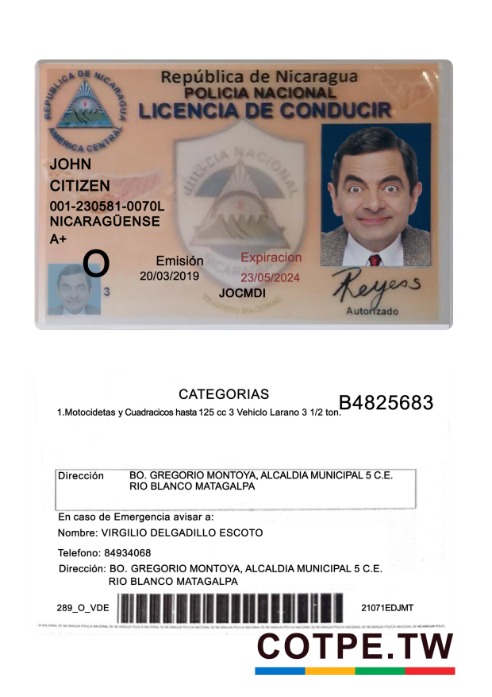 República de Nicaragua
POLICIA NACIONAL
LICENCIA DE CONDUCIR
REPUBLICA DE NICARAGUA
AMERICA CENTRAL
JOHN
CITIZEN
001-230581-0070L
NICARAGÜENSE
A+
O
3
Emisión
20/03/2019
Expiracion
23/05/2024
JOCMDI
Reyess
Autorizado
CATEGORIAS
B4825683
1.Motocidetas y Cuadracicos hasta 125 cc 3 Vehiclo Larano 3 1/2 ton.
Dirección BO. GREGORIO MONTOYA, ALCALDIA MUNICIPAL 5 C.E.
RIO BLANCO MATAGALPA
En caso de Emergencia avisar a:
Nombre: VIRGILIO DELGADILLO ESCOTO
Telefono: 84934068
Dirección: BO. GREGORIO MONTOYA, ALCALDIA MUNICIPAL 5 C.E.
RIO BLANCO MATAGALPA
289_O_VDE 21071EDJMT
COTPE.TW